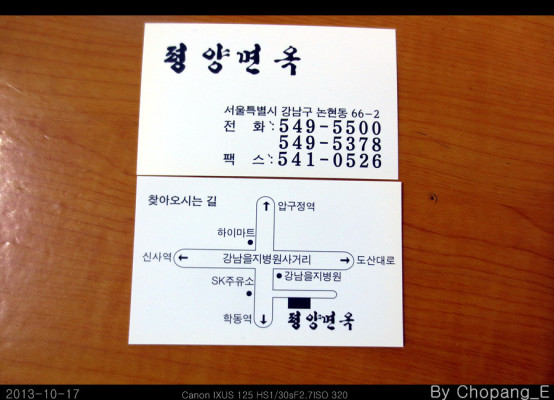 평양면옥
서울특별시 강남구 논현동 66-2
전 화 : 549-5500
549-5378
팩 스 : 541-0526
찾아오시는 길
압구정역
하이마트
신사역
강남을지병원사거리
도산대로
강남을지병원
SK주유소
학동역
평양면옥
2013-10-17
Canon IXUS 125 HS1/30sF2.7ISO 320
By Chopang_E